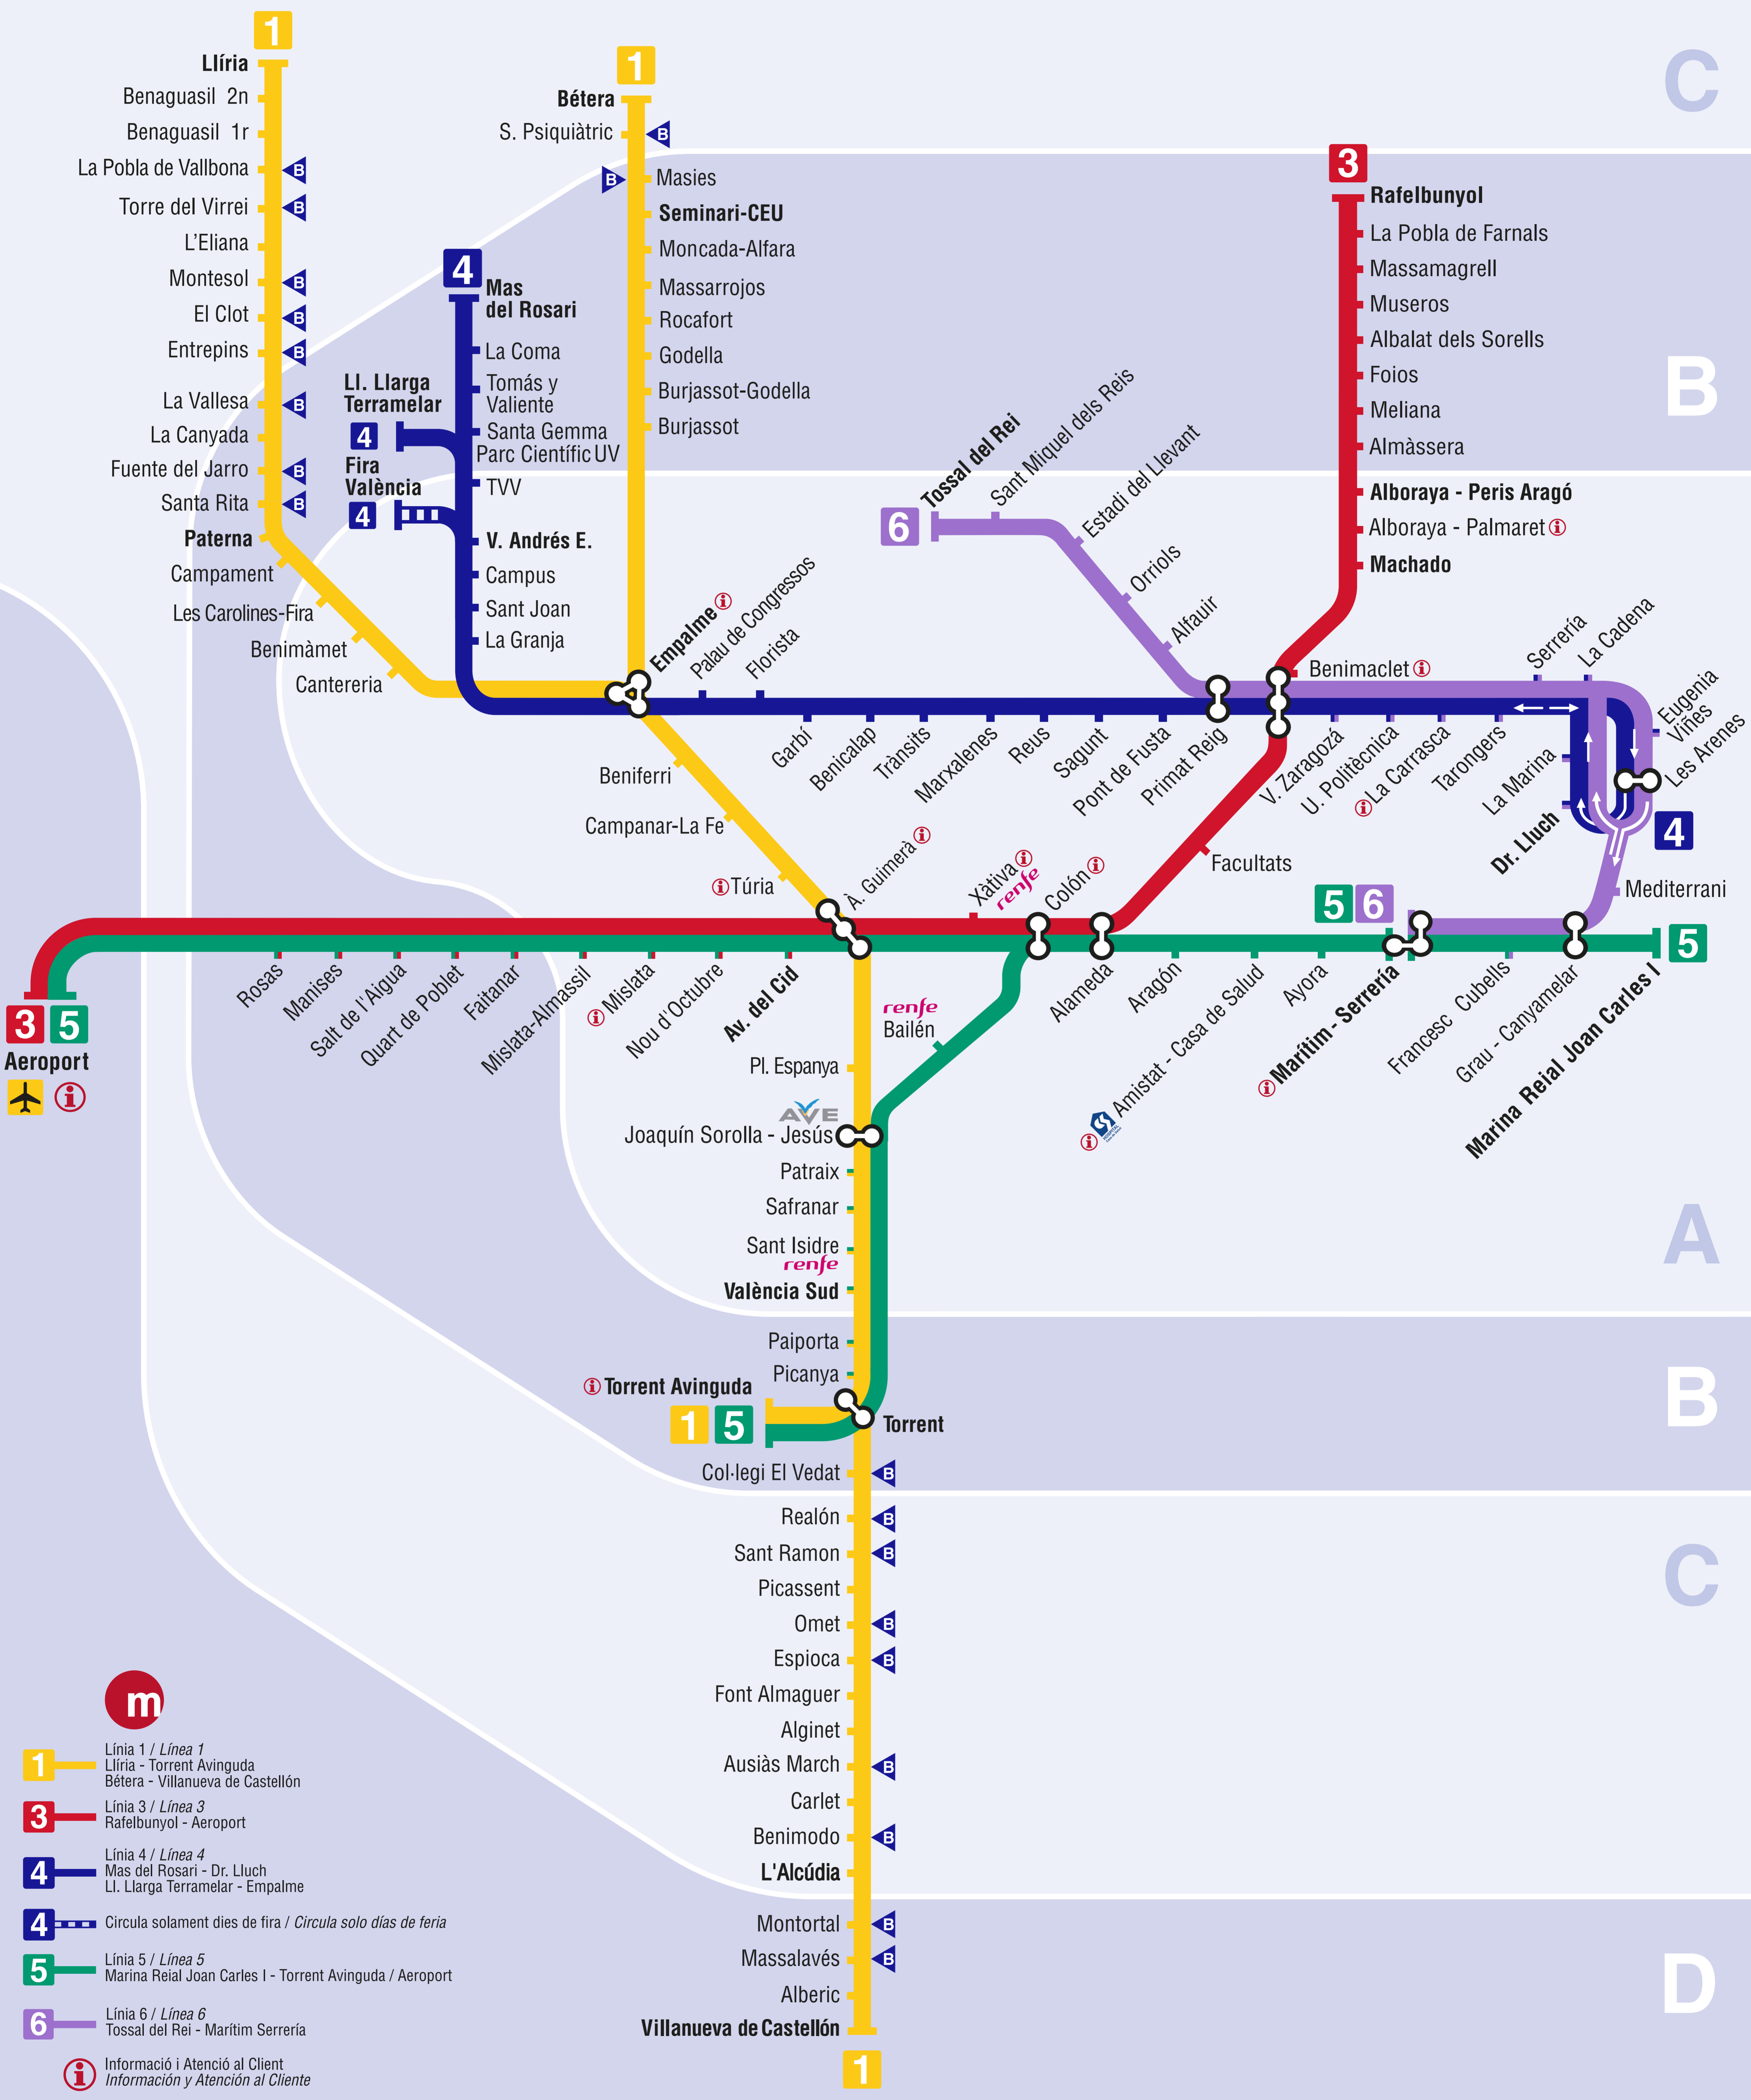 1
Llíria
Benaguasil 2n
Benaguasil 1r
La Pobla de Vallbona
B
Torre del Virrei
B
L'Eliana
Montesol
B
El Clot
B
Entrepins
B
La Vallesa
B
La Canyada
Fuente del Jarro
B
Santa Rita
B
Paterna
Campament
Les Carolines-Fira
Benimàmet
Cantereria
1
Bétera
S. Psiquiàtric
B
B
Masies
Seminari-CEU
Moncada-Alfara
Massarrojos
Rocafort
Godella
Burjassot-Godella
Burjassot
4
Mas
del Rosari
La Coma
Tomás y
Valiente
Santa Gemma
Parc Científic UV
TVV
V. Andrés E.
Campus
Sant Joan
La Granja
Ll. Llarga
Terramelar
4
Fira
València
4
6
Tossal del Rei
Sant Miquel dels Reis
Estadi del Llevant
Orriols
Alfauir
3
Rafelbunyol
La Pobla de Farnals
Massamagrell
Museros
Albalat dels Sorells
Foios
Meliana
Almàssera
Alboraya - Peris Aragó
Alboraya - Palmaret
Machado
Benimaclet
C
B
Empalme
Palau de Congressos
Florista
Garbí
Benicalap
Trànsits
Marxalenes
Reus
Sagunt
Pont de Fusta
Primat Reig
V. Zaragozá
U. Politècnica
La Carrasca
Tarongers
Serrería
La Cadena
Eugenia
Viñes
Les Arenes
La Marina
Dr. Lluch
4
Mediterrani
Beniferri
Campanar-La Fe
Túria
À. Guimerà
Xàtiva
renfe
Colón
Facultats
5
6
5
3
5
Aeroport
Rosas
Manises
Salt de l'Aigua
Quart de Poblet
Faitanar
Mislata-Almassil
Mislata
Nou d'Octubre
Av. del Cid
Alameda
Aragón
Amistat - Casa de Salud
Ayora
Marítim - Serrería
Francesc Cubells
Grau - Canyamelar
Marina Reial Joan Carles I
renfe
Bailén
Pl. Espanya
AVE
Joaquín Sorolla - Jesús
Patraix
Safranar
Sant Isidre
renfe
València Sud
A
Paiporta
Picanya
Torrent Avinguda
1
5
Torrent
B
Col·legi El Vedat
B
Realón
B
Sant Ramon
B
Picassent
C
Omet
B
Espioca
B
Font Almaguer
Alginet
Ausiàs March
B
Carlet
Benimodo
B
L'Alcúdia
Montortal
B
Massalavés
B
Alberic
D
Villanueva de Castellón
1
m
1
Línia 1 / Línea 1
Llíria - Torrent Avinguda
Bétera - Villanueva de Castellón
3
Línia 3 / Línea 3
Rafelbunyol - Aeroport
4
Línia 4 / Línea 4
Mas del Rosari - Dr. Lluch
Ll. Llarga Terramelar - Empalme
4
Circula solament dies de fira / Circula solo días de feria
5
Línia 5 / Línea 5
Marina Reial Joan Carles I - Torrent Avinguda / Aeroport
6
Línia 6 / Línea 6
Tossal del Rei - Marítim Serrería
i
Informació i Atenció al Client
Información y Atención al Cliente